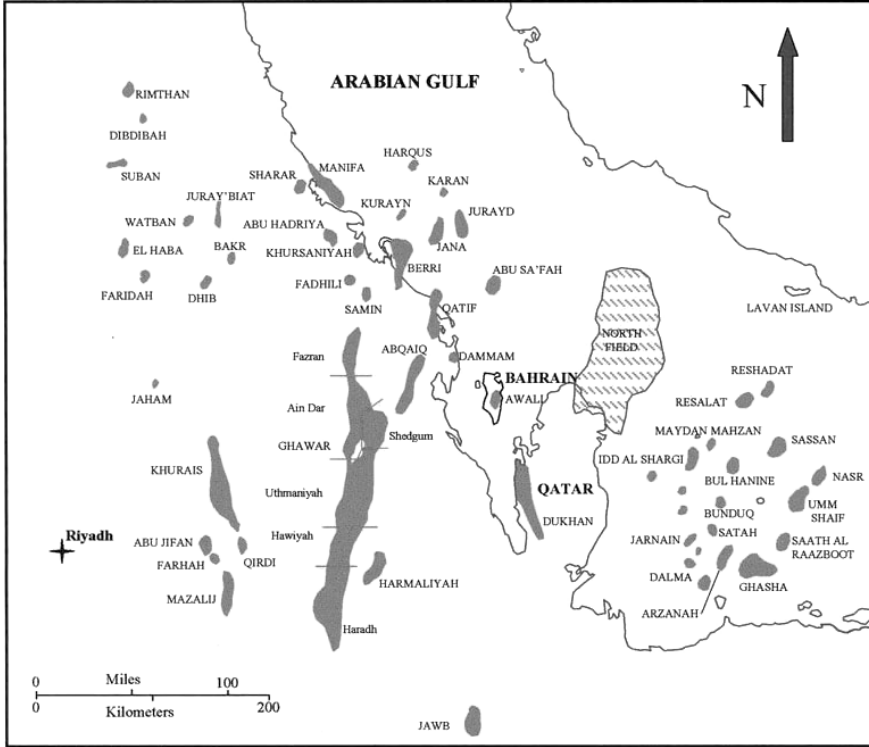 ARABIAN GULF
N
RIMTHAN
DIBDIBAH
SUBAN
HARQUS
MANIFA
SHARAR
KARAN
JURAY'BIAT
KURAYN
JURAYD
WATBAN
ABU HADRIYA
JANA
EL HABA
BAKR
KHURSANIYAH
BERRI
ABU SA'FAH
FARIDAH
DHIB
FADHILI
SAMIN
QATIF
LAVAN ISLAND
NORTH
FIELD
Fazran
ABQAIQ
DAMMAM
BAHRAIN
RESHADAT
JAHAM
AWALI
RESALAT
Ain Dar
MAYDAN MAHZAN
GHAWAR
Shedgum
SASSAN
KHURAIS
IDD AL SHARGI
BUL HANINE
NASR
Uthmaniyah
QATAR
UMM
SHAIF
BUNDUQ
DUKHAN
Hawiyah
Riyadh
ABU JIFAN
SATAH
JARNAIN
SAATH AL
RAAZBOOT
FARHAH
QIRDI
HARMALIYAH
DALMA
GHASHA
MAZALIJ
ARZANAH
Haradh
0 Miles 100
0 Kilometers 200
JAWB